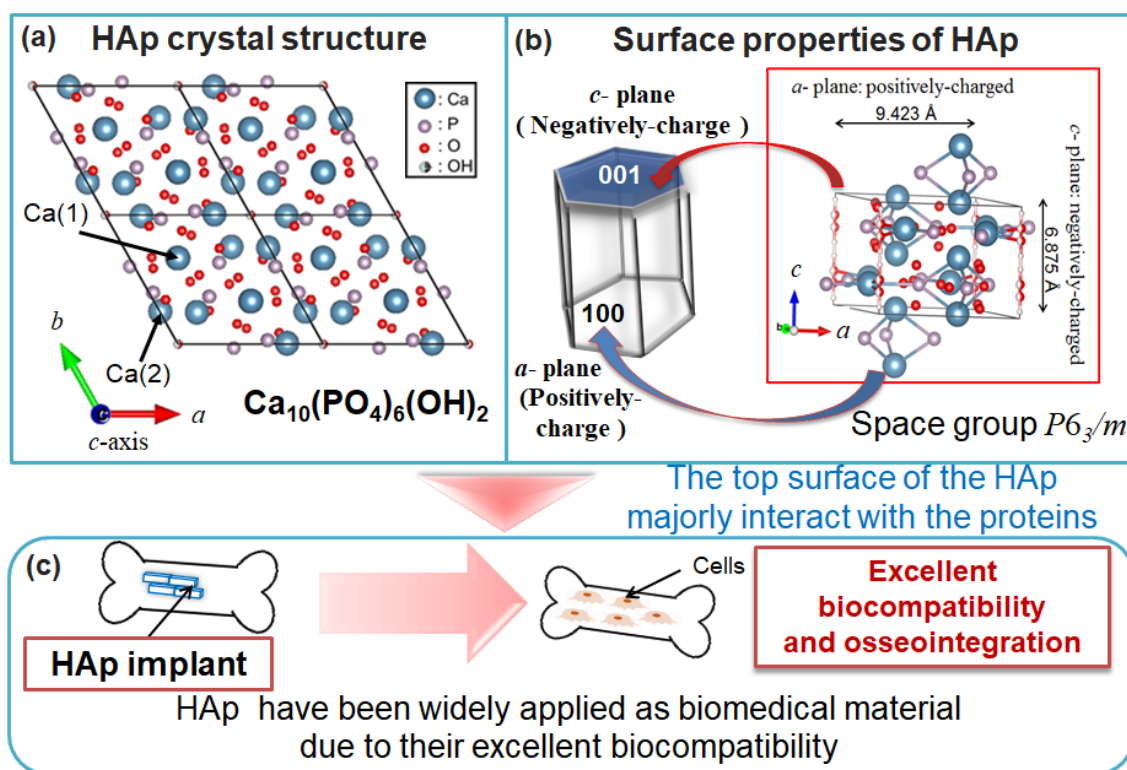 (a) HAp crystal structure
: Ca
: P
: O
: OH
Ca(1)
b
Ca(2)
c
a
c-axis
Ca₁₀(PO₄)₆(OH)₂
(b) Surface properties of HAp
c- plane
( Negatively-charge )
001
100
a- plane
(Positively-
charge )
a- plane: positively-charged
9.423 Å
c- plane: negatively-charged
6.875 Å
c
b
a
Space group P6₃/m
The top surface of the HAp
majorly interact with the proteins
(c)
HAp implant
Cells
Excellent
biocompatibility
and osseointegration
HAp have been widely applied as biomedical material
due to their excellent biocompatibility